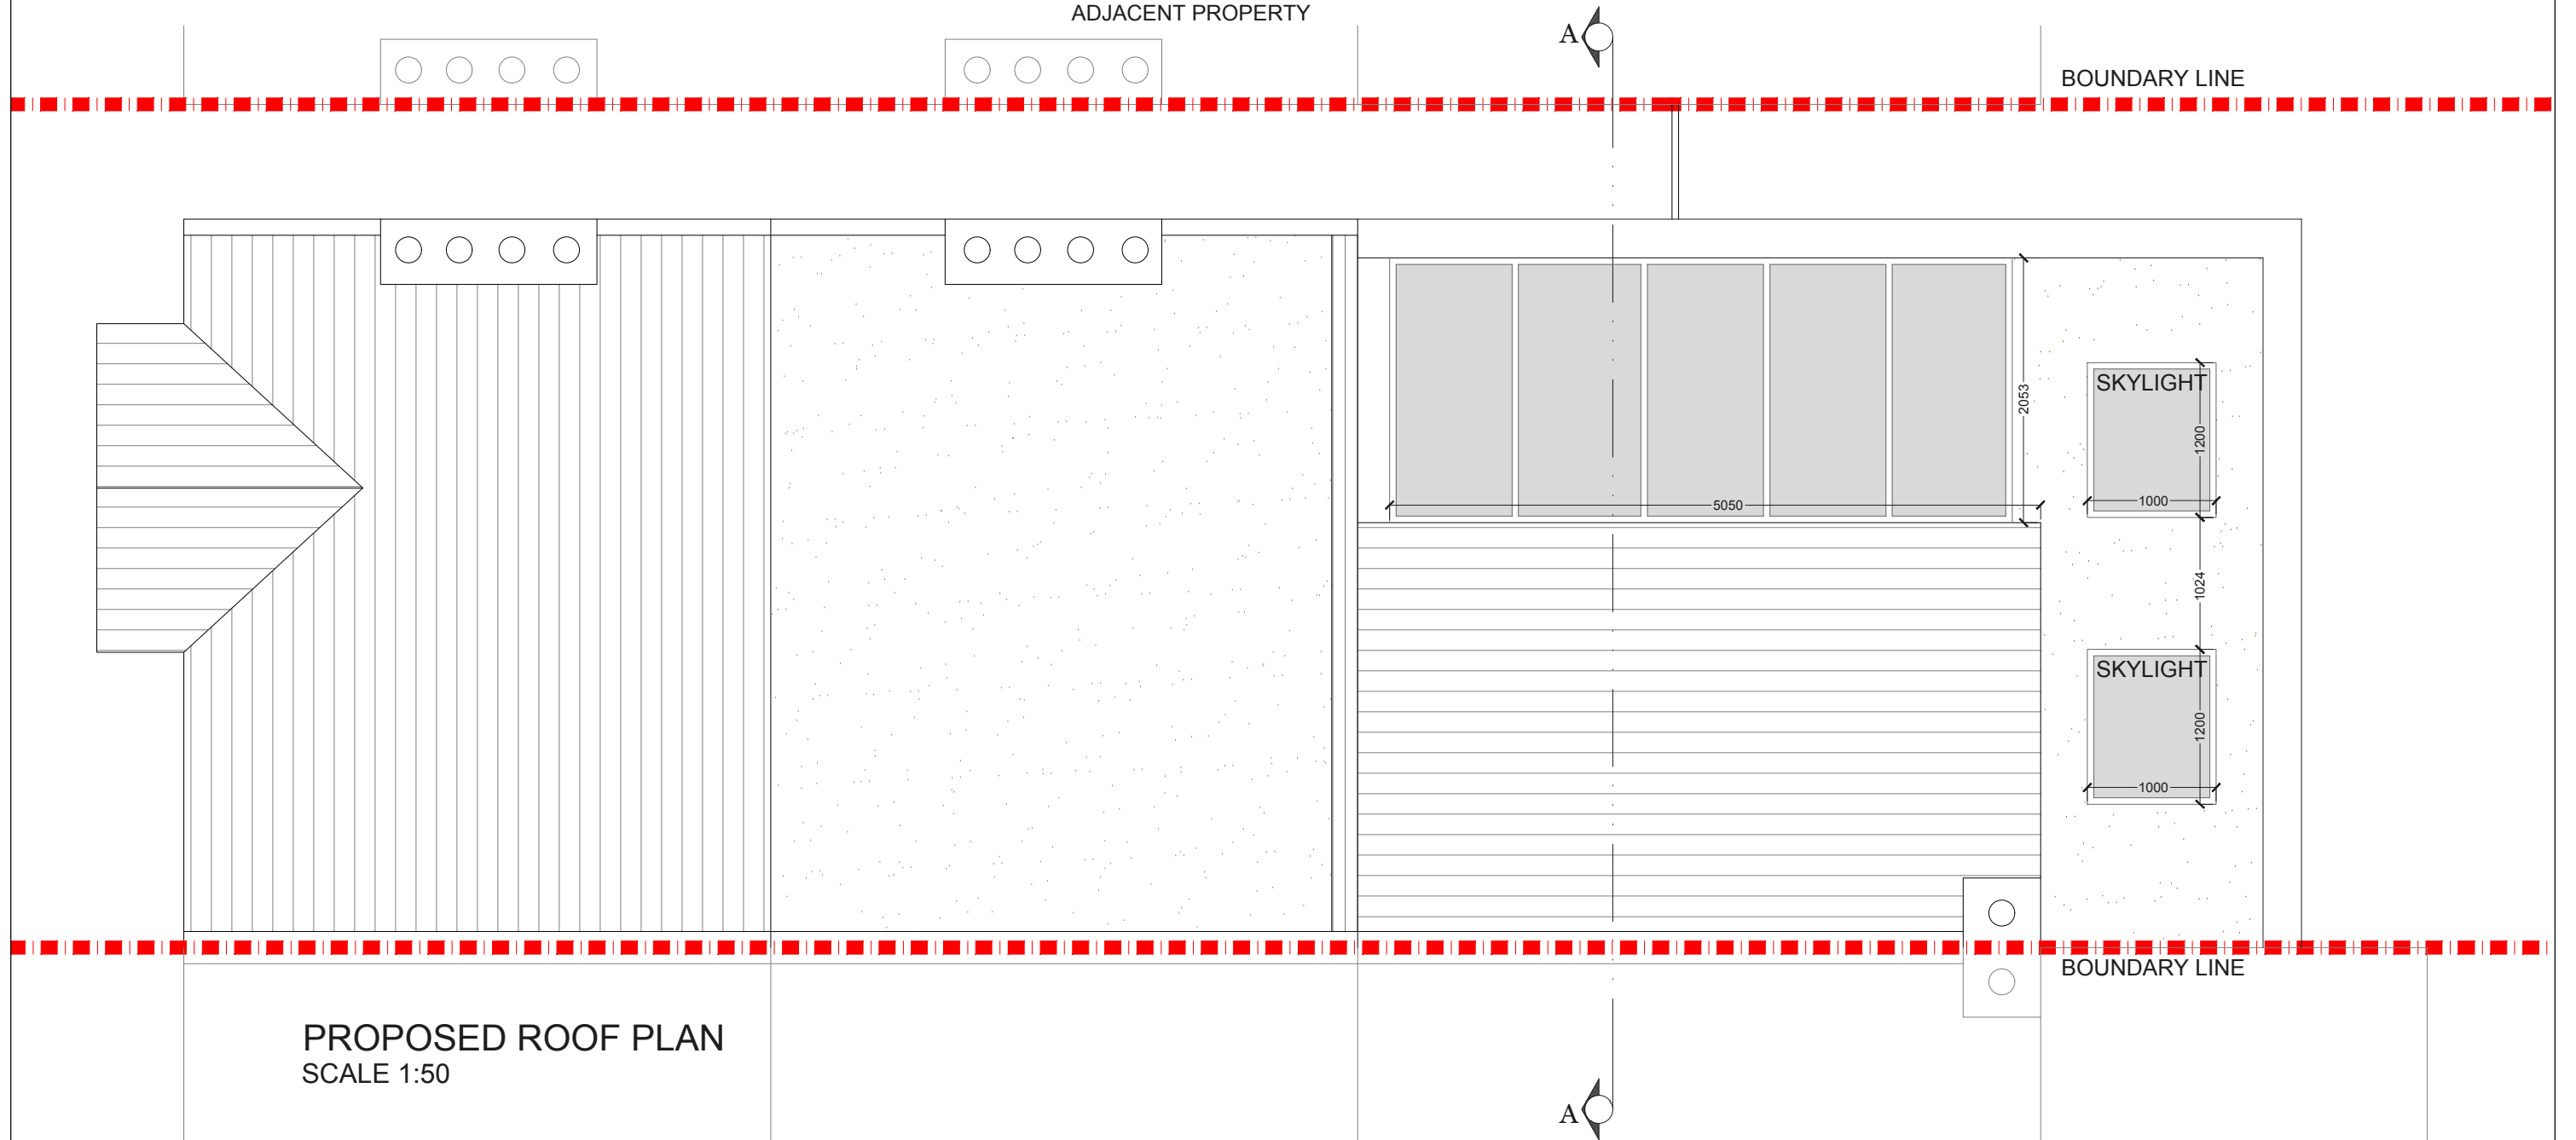 ADJACENT PROPERTY
A
BOUNDARY LINE
SKYLIGHT
2053
1200
1000
5050
1024
SKYLIGHT
1200
1000
BOUNDARY LINE
PROPOSED ROOF PLAN
SCALE 1:50
A